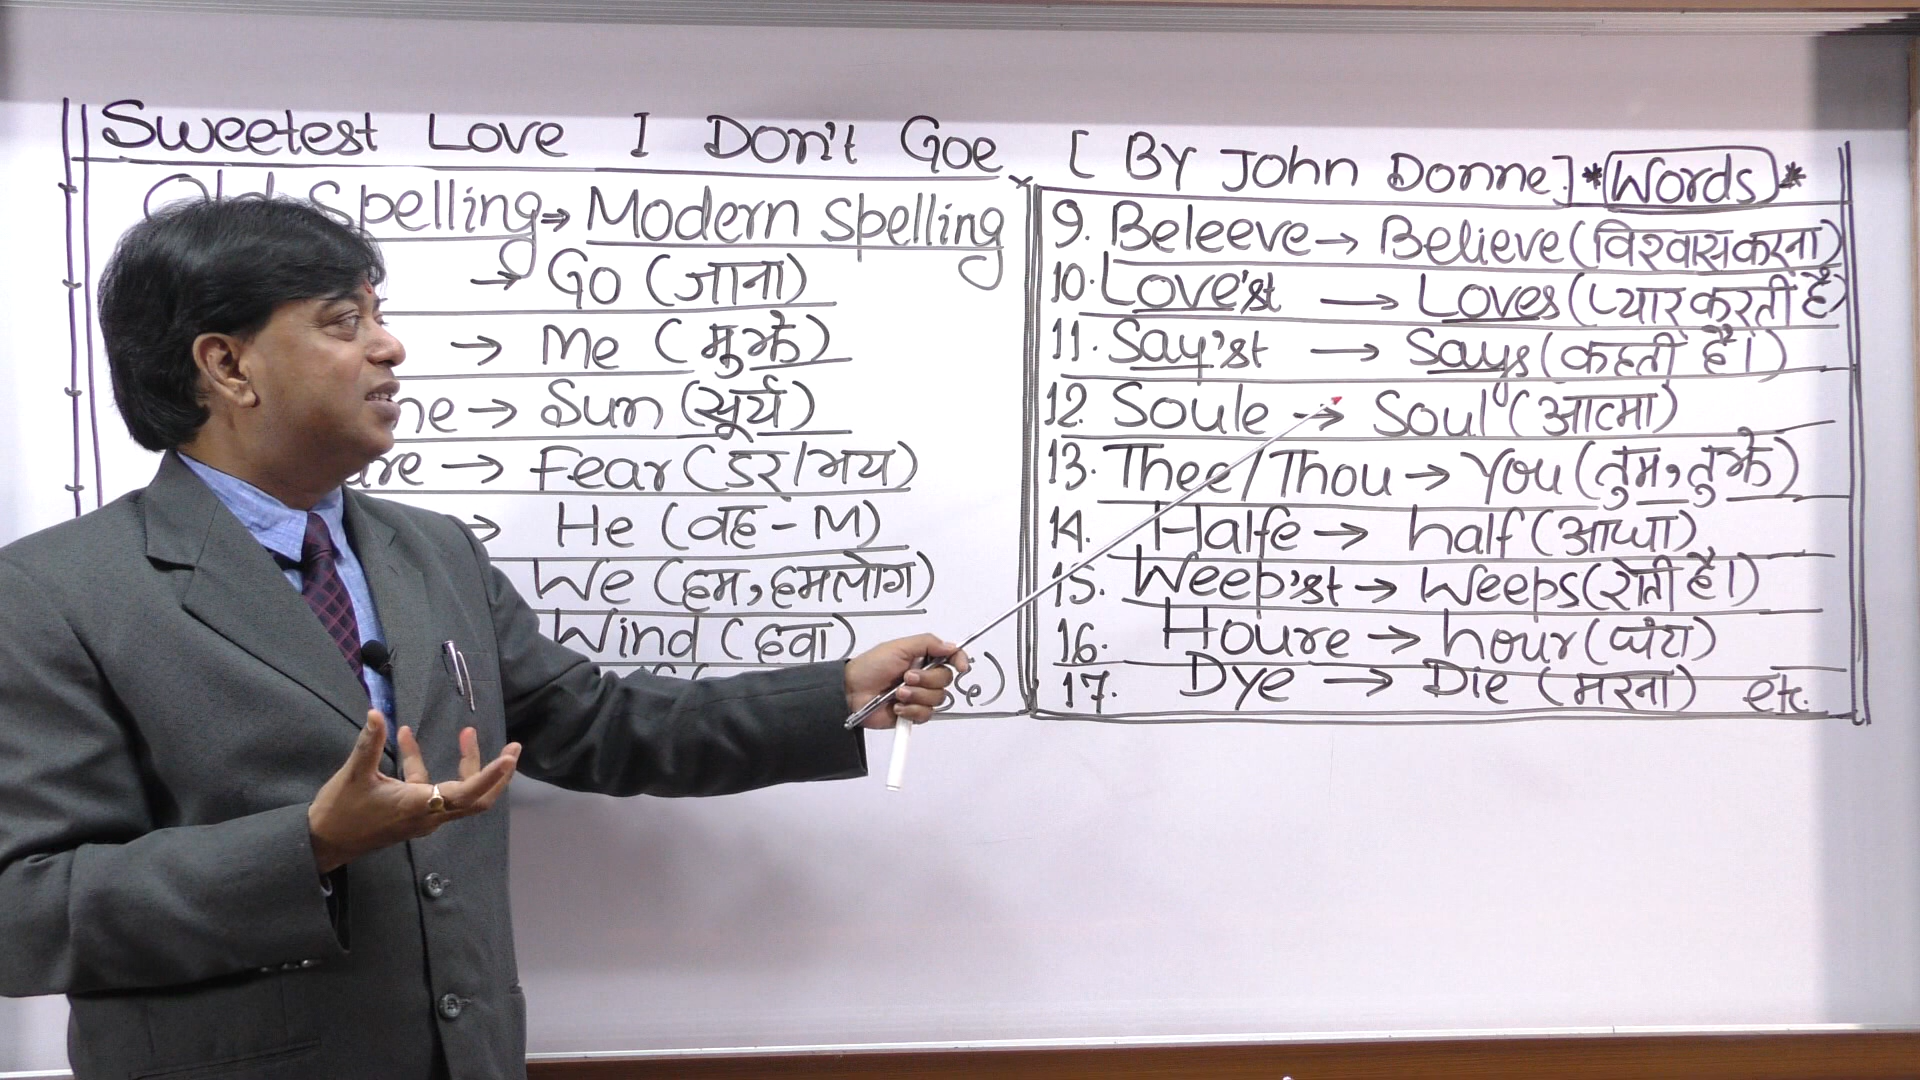 Sweetest Love I Don't Goe [By John Donne] *Words*
Old Spelling → Modern Spelling
→ Go (जाना)
→ Me (मुझे)
ne → Sun (सूर्य)
are → Fear (डर/भय)
→ He (वह - M)
We (हम, हमलोग)
Wind (हवा)
9. Beleeve → Believe (विश्वास करना)
10. Love'st → Loves (प्यार करती है)
11. Say'st → Says (कहती है।)
12. Soule → Soul (आत्मा)
13. Thee/Thou → You (तुम, तुझे)
14. Halfe → half (आधा)
15. Weep'st → Weeps (रोती है।)
16. Houre → hour (घंटा)
17. Dye → Die (मरना) etc.